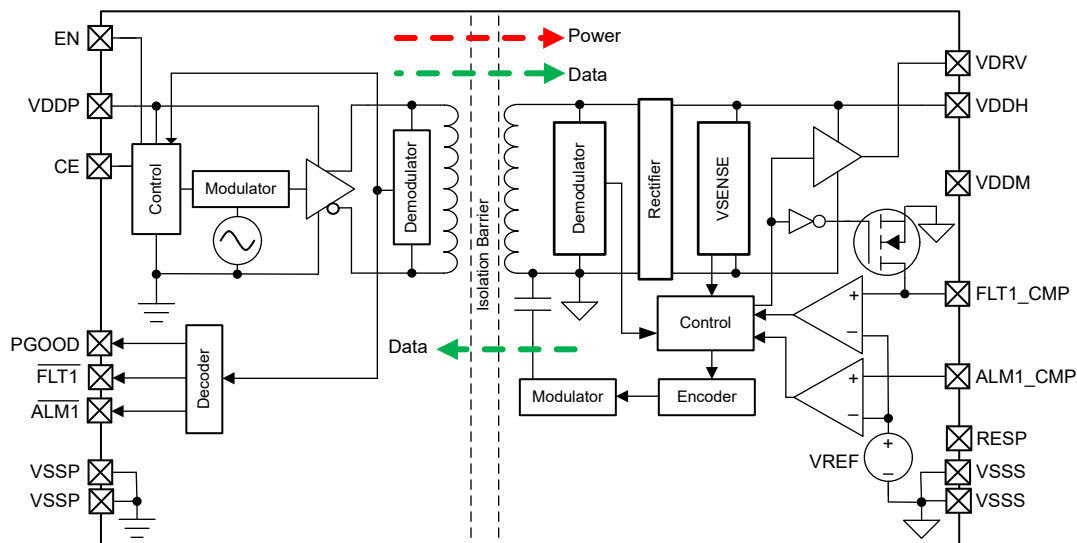 EN
VDDP
CE
PGOOD
FLT1
ALM1
VSSP
VSSP
Control
Modulator
Demodulator
Decoder
Power
Data
Data
Isolation Barrier
Demodulator
Rectifier
VSENSE
Control
Modulator
Encoder
+
−
+
−
VREF
+
−
VDRV
VDDH
VDDM
FLT1_CMP
ALM1_CMP
RESP
VSSS
VSSS